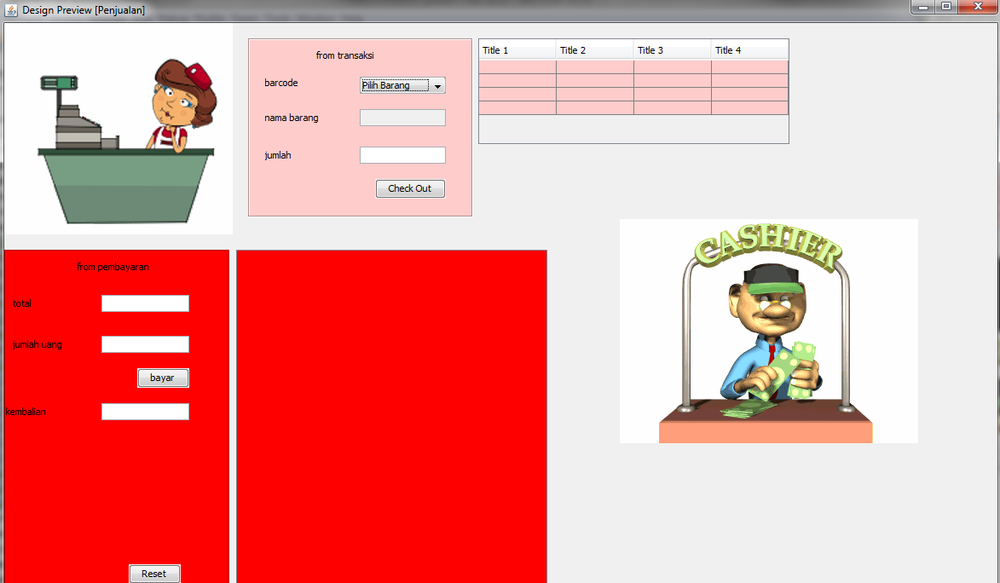 Design Preview [Penjualan]
from transaksi
barcode
Pilih Barang
nama barang
jumlah
Check Out
Title 1 Title 2 Title 3 Title 4
CASHIER
from pembayaran
total
jumlah uang
bayar
kembalian
Reset